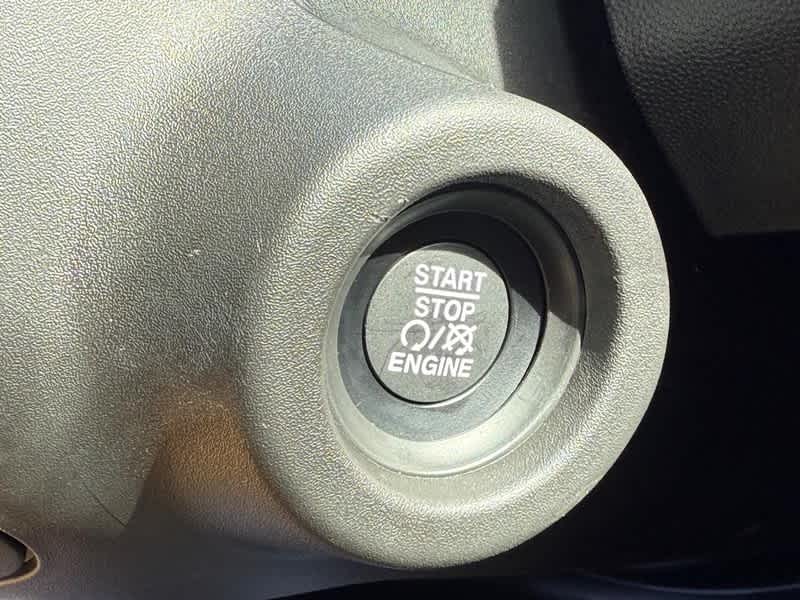 START
STOP
/
ENGINE